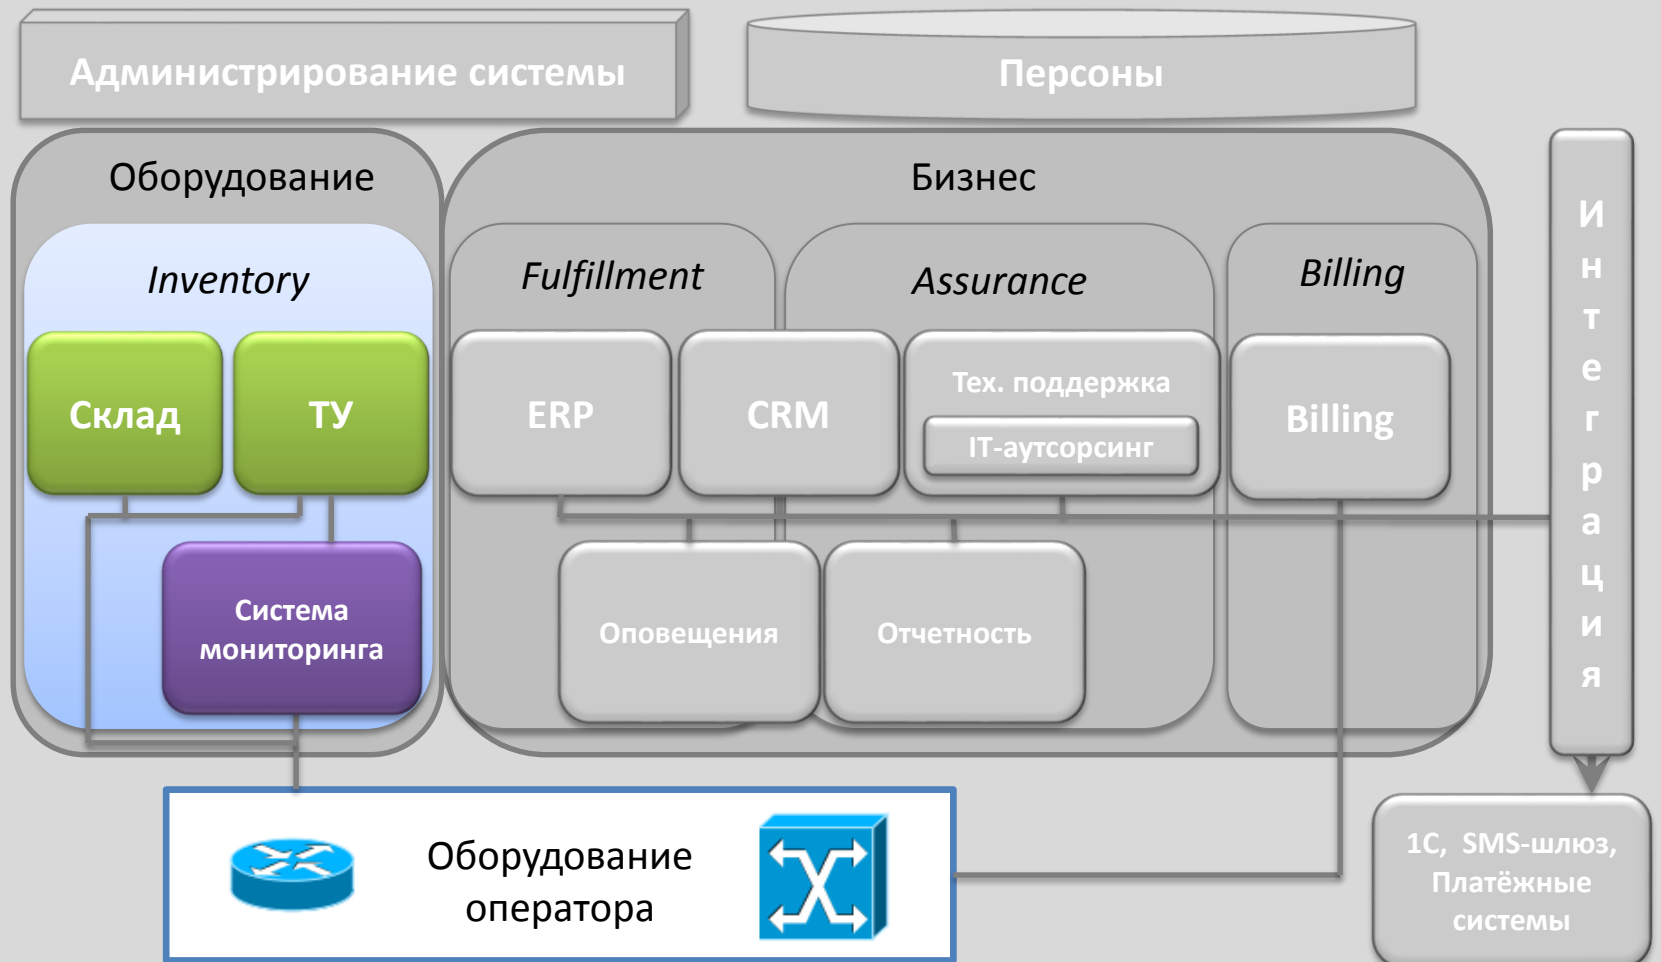 Администрирование системы
Персоны
Оборудование
Бизнес
Inventory
Fulfillment
Assurance
Billing
Склад
ТУ
ERP
CRM
Тех. поддержка
IT-аутсорсинг
Billing
Система
мониторинга
Оповещения
Отчетность
И
н
т
е
г
р
а
ц
и
я
Оборудование
оператора
1С, SMS-шлюз,
Платёжные
системы